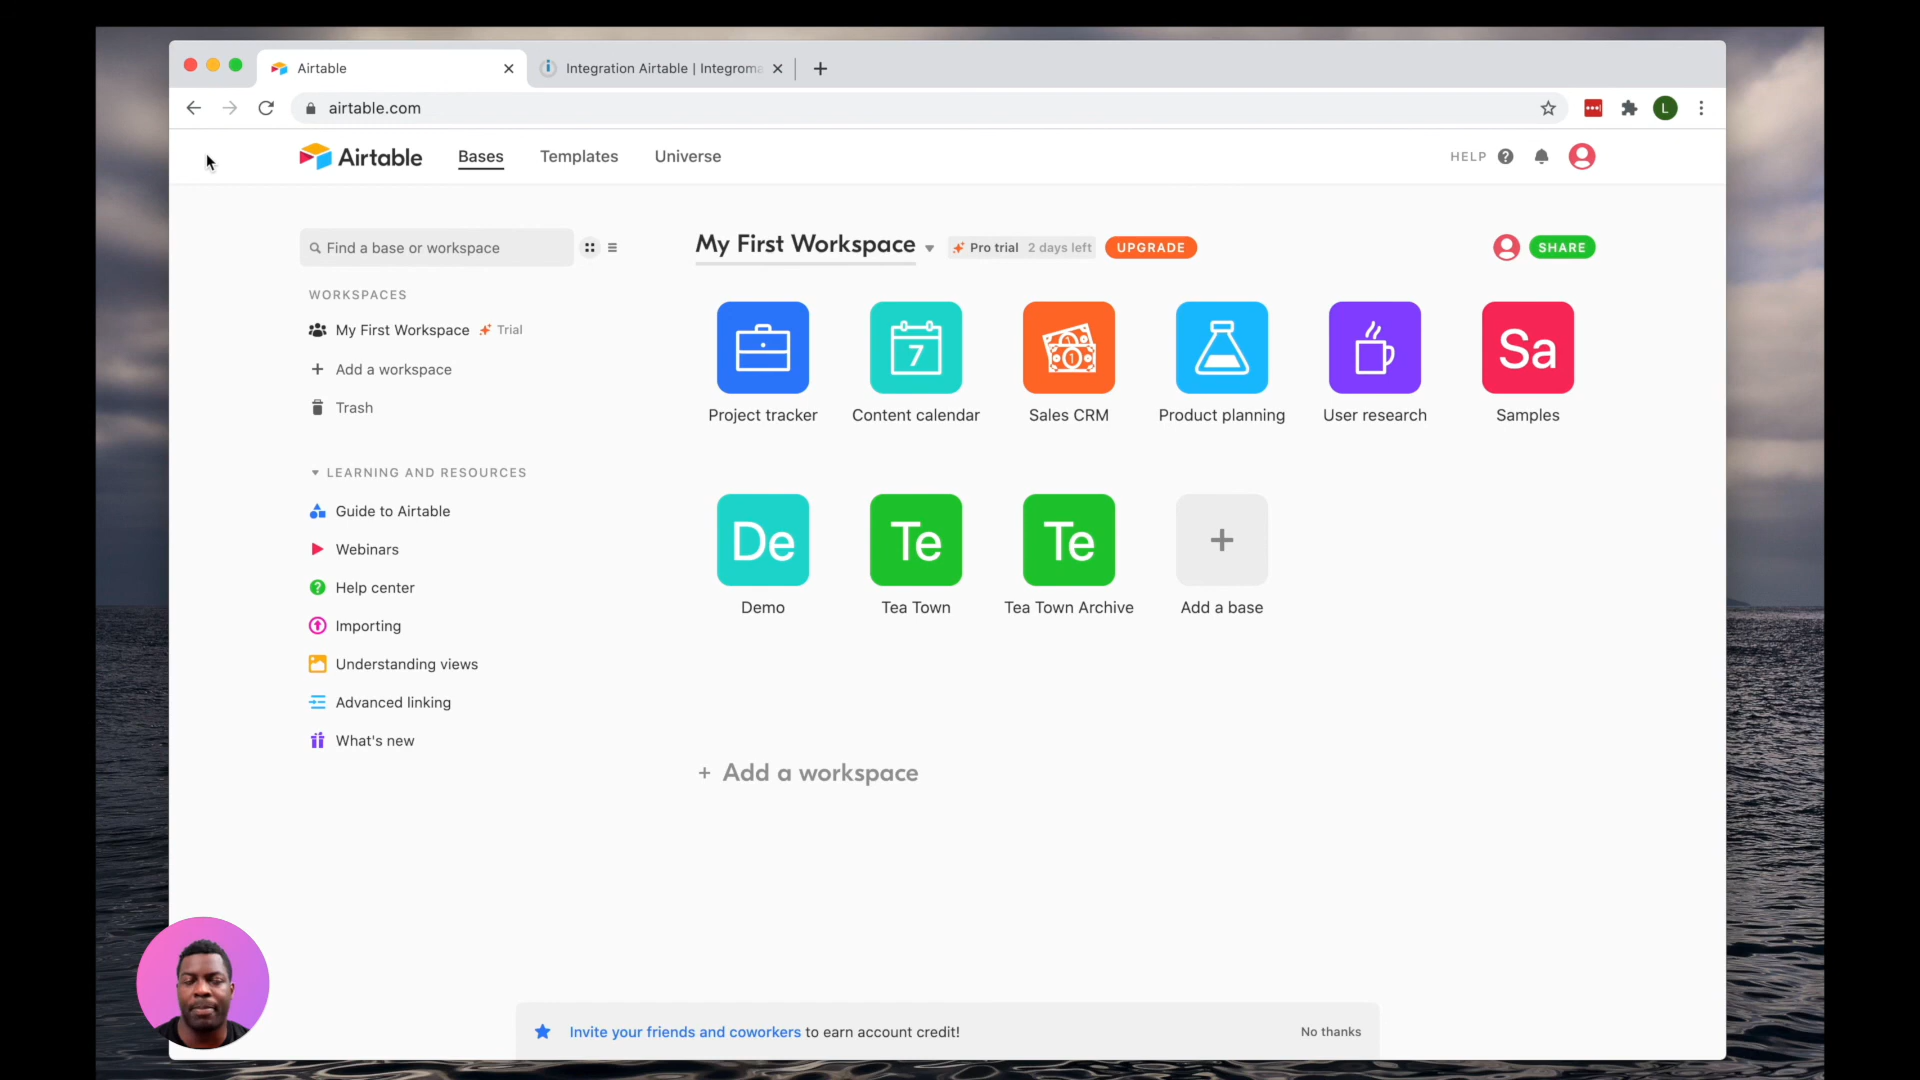 Airtable
Integration Airtable | Integroma
airtable.com
L
Airtable
Bases
Templates
Universe
HELP
Find a base or workspace
My First Workspace
Pro trial 2 days left
UPGRADE
SHARE
WORKSPACES
My First Workspace Trial
Add a workspace
Trash
LEARNING AND RESOURCES
Guide to Airtable
Webinars
Help center
Importing
Understanding views
Advanced linking
What's new
7
1
Sa
Project tracker
Content calendar
Sales CRM
Product planning
User research
Samples
De
Te
Te
+
Demo
Tea Town
Tea Town Archive
Add a base
+ Add a workspace
Invite your friends and coworkers to earn account credit!
No thanks